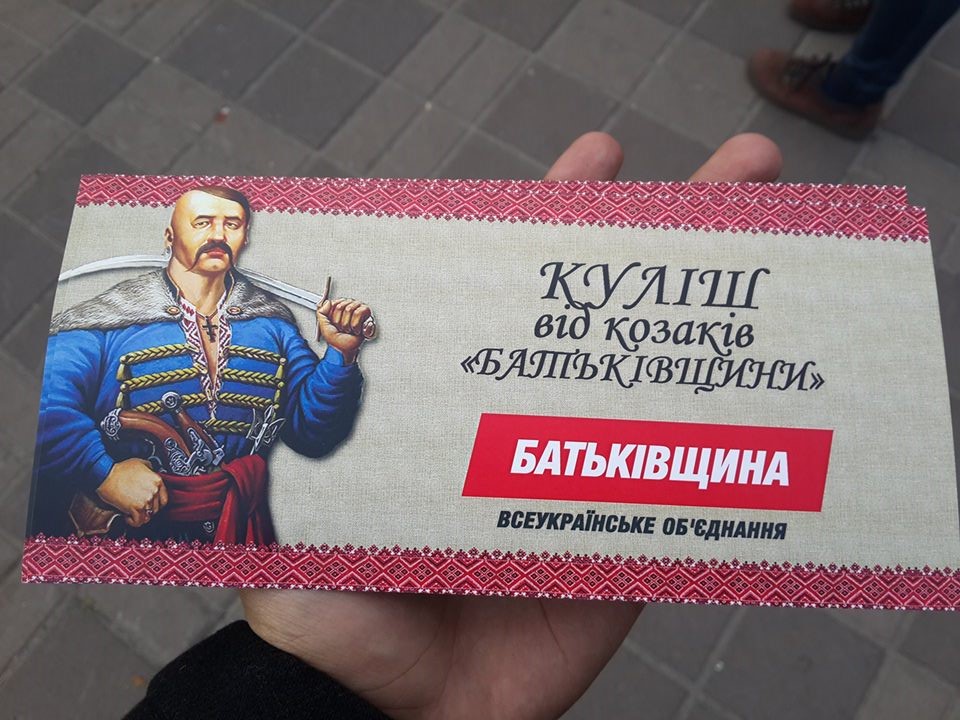 КУЛІШ
від козаків
«БАТЬКІВЩИНИ»
БАТЬКІВЩИНА
ВСЕУКРАЇНСЬКЕ ОБ'ЄДНАННЯ